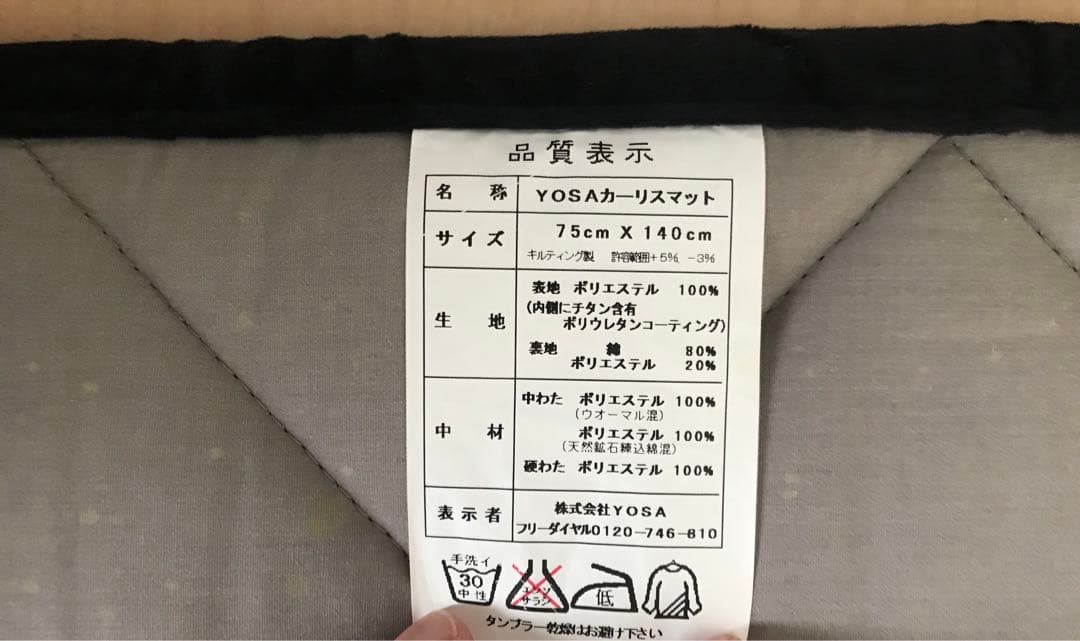 品質表示
名称 YOSAカーリスマット
サイズ 75cm X 140cm
キルティング製 許容範囲+5%, -3%
生地 表地 ポリエステル 100%
(内側にチタン含有
ポリウレタンコーティング)
裏地 綿 80%
ポリエステル 20%
中材 中わた ポリエステル 100%
(ウオーマル混)
ポリエステル 100%
(天然鉱石練込綿混)
硬わた ポリエステル 100%
表示者 株式会社YOSA
フリーダイヤル0120-746-810
手洗イ
30
中性
エンソ
サラシ
低
タンブラー乾燥はお避け下さい